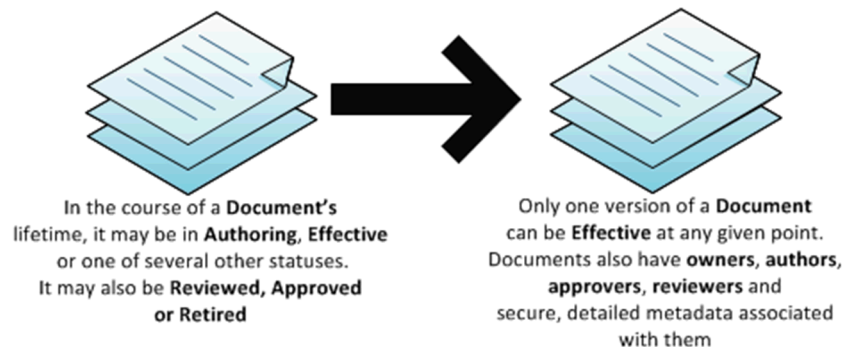 In the course of a Document's
lifetime, it may be in Authoring, Effective
or one of several other statuses.
It may also be Reviewed, Approved
or Retired
Only one version of a Document
can be Effective at any given point.
Documents also have owners, authors,
approvers, reviewers and
secure, detailed metadata associated
with them